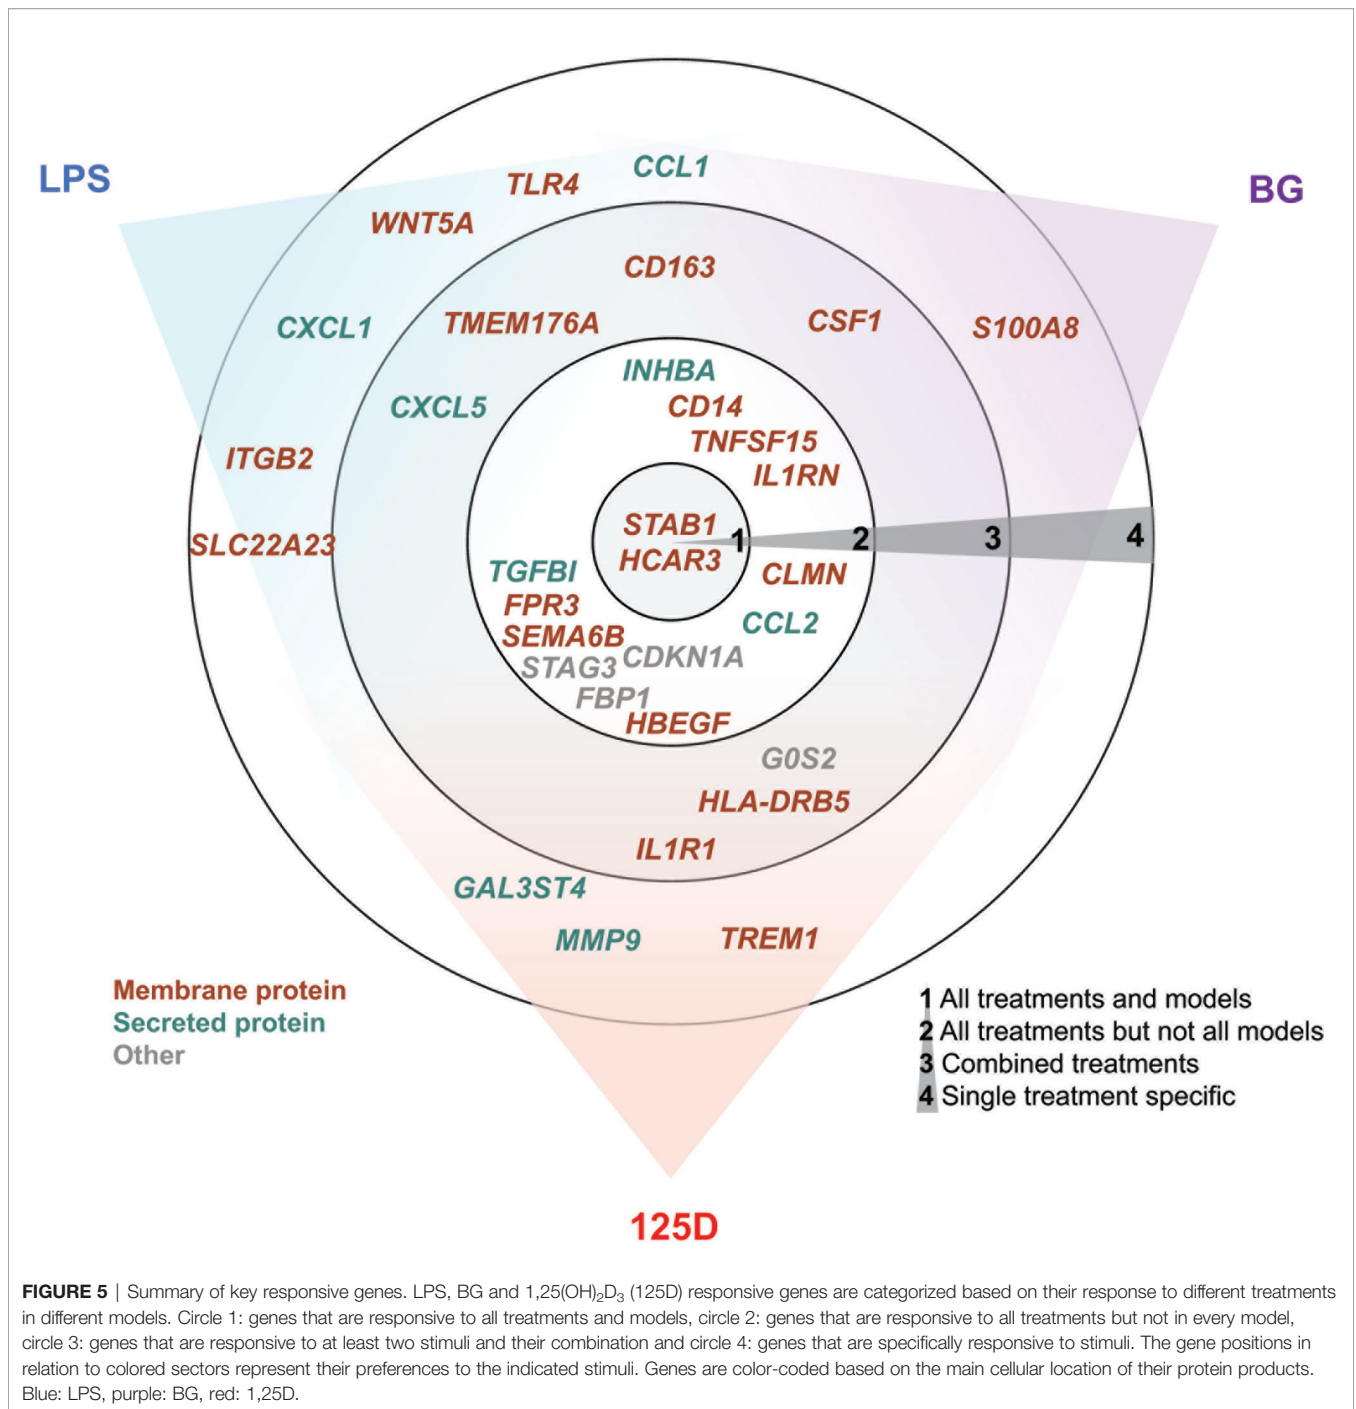 LPS
BG
CCL1
TLR4
WNT5A
CD163
CXCL1
TMEM176A
CSF1
S100A8
INHBA
CXCL5
CD14
TNFSF15
ITGB2
IL1RN
STAB1
1
2
3
4
SLC22A23
HCAR3
TGFBI
CLMN
FPR3
CCL2
SEMA6B
CDKN1A
STAG3
FBP1
HBEGF
G0S2
HLA-DRB5
IL1R1
GAL3ST4
MMP9
TREM1
Membrane protein
Secreted protein
Other
1 All treatments and models
2 All treatments but not all models
3 Combined treatments
4 Single treatment specific
125D
FIGURE 5 | Summary of key responsive genes. LPS, BG and 1,25(OH)₂D₃ (125D) responsive genes are categorized based on their response to different treatments
in different models. Circle 1: genes that are responsive to all treatments and models, circle 2: genes that are responsive to all treatments but not in every model,
circle 3: genes that are responsive to at least two stimuli and their combination and circle 4: genes that are specifically responsive to stimuli. The gene positions in
relation to colored sectors represent their preferences to the indicated stimuli. Genes are color-coded based on the main cellular location of their protein products.
Blue: LPS, purple: BG, red: 1,25D.